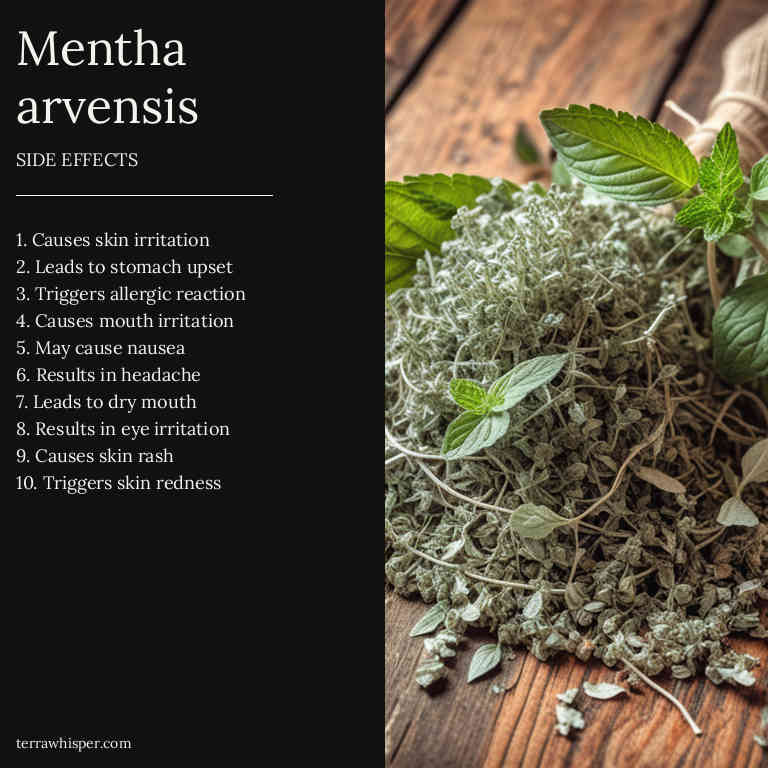 Mentha
arvensis
SIDE EFFECTS
1. Causes skin irritation
2. Leads to stomach upset
3. Triggers allergic reaction
4. Causes mouth irritation
5. May cause nausea
6. Results in headache
7. Leads to dry mouth
8. Results in eye irritation
9. Causes skin rash
10. Triggers skin redness
terrawhisper.com